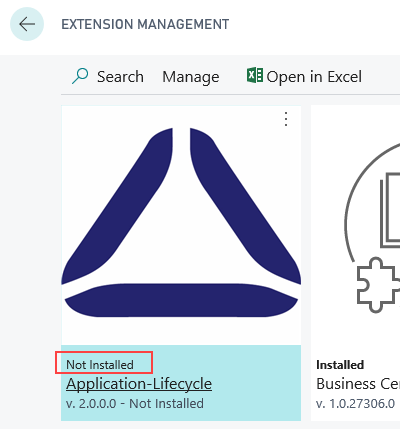 EXTENSION MANAGEMENT
Search Manage Open in Excel
Not Installed
Application-Lifecycle
v. 2.0.0.0 - Not Installed
Installed
Business Ce
v. 1.0.27306.0